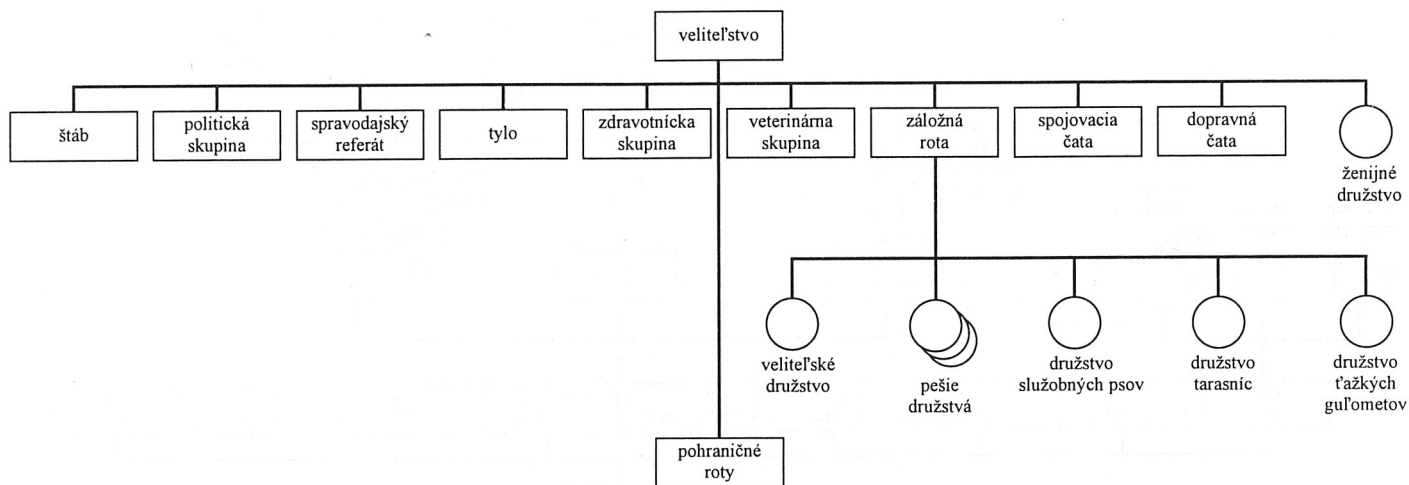 veliteľstvo
štáb
politická
skupina
spravodajský
referát
tylo
zdravotnícka
skupina
veterinárna
skupina
záložná
rota
spojovacia
čata
dopravná
čata
ženijné
družstvo
veliteľské
družstvo
pešie
družstvá
družstvo
služobných psov
družstvo
tarasníc
družstvo
ťažkých
guľometov
pohraničné
roty